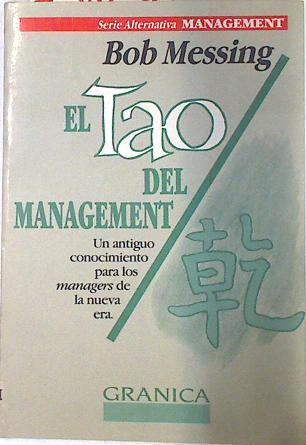 Serie Alternativa MANAGEMENT
Bob Messing
EL Tao
DEL
MANAGEMENT
Un antiguo
conocimiento
para los
managers de
la nueva
era.
乾
GRANICA